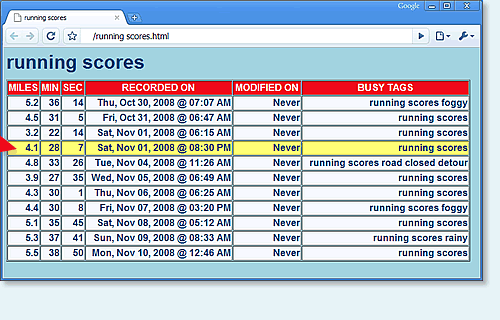 Google
running scores
/running scores.html
running scores
MILES MIN SEC RECORDED ON MODIFIED ON BUSY TAGS
5.2 36 14 Thu, Oct 30, 2008 @ 07:07 AM Never running scores foggy
4.5 31 5 Fri, Oct 31, 2008 @ 06:47 AM Never running scores
3.2 22 14 Sat, Nov 01, 2008 @ 06:15 AM Never running scores
4.1 28 7 Sat, Nov 01, 2008 @ 08:30 PM Never running scores
4.8 33 26 Tue, Nov 04, 2008 @ 11:26 AM Never running scores road closed detour
3.9 27 35 Wed, Nov 05, 2008 @ 06:49 AM Never running scores
4.3 30 1 Thu, Nov 06, 2008 @ 06:25 AM Never running scores
4.4 30 8 Fri, Nov 07, 2008 @ 03:20 PM Never running scores foggy
5.1 35 45 Sat, Nov 08, 2008 @ 05:12 AM Never running scores
5.3 37 41 Sun, Nov 09, 2008 @ 08:33 AM Never running scores rainy
5.5 38 50 Mon, Nov 10, 2008 @ 12:46 AM Never running scores